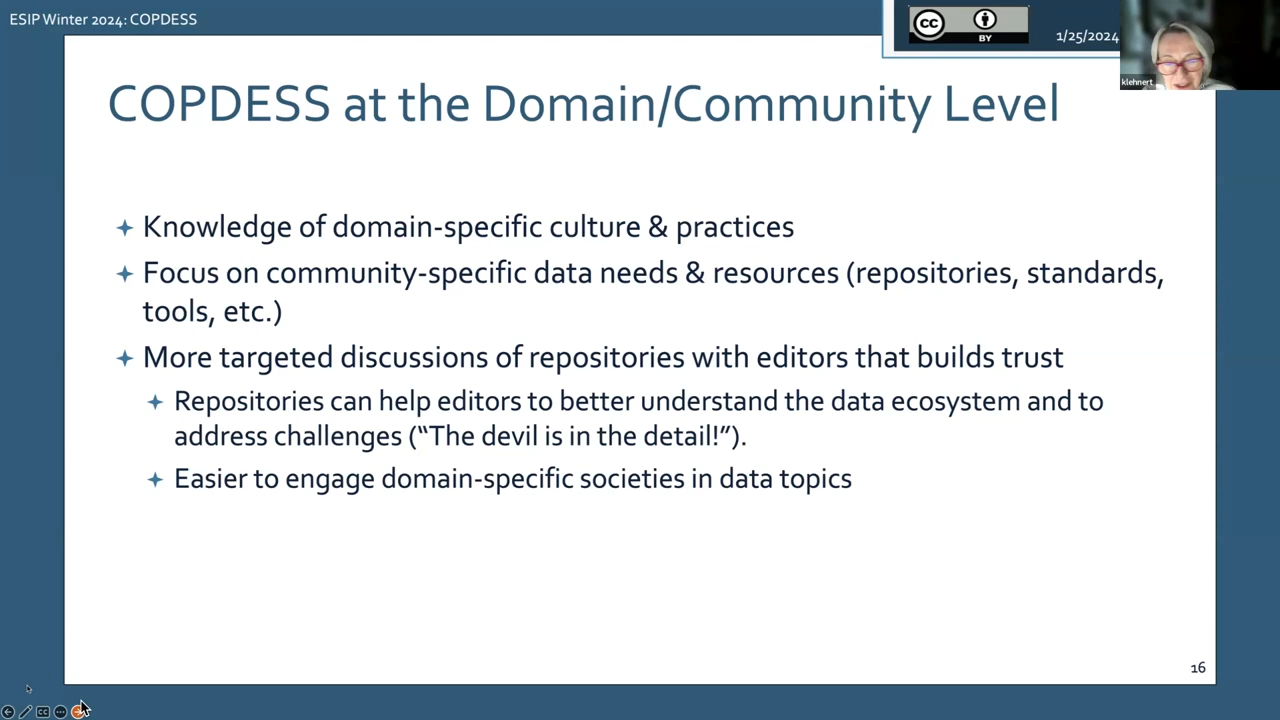 ESIP Winter 2024: COPDESS
CC
BY
1/25/2024
klehnert
COPDESS at the Domain/Community Level
Knowledge of domain-specific culture & practices
Focus on community-specific data needs & resources (repositories, standards,
tools, etc.)
More targeted discussions of repositories with editors that builds trust
Repositories can help editors to better understand the data ecosystem and to
address challenges (“The devil is in the detail!”).
Easier to engage domain-specific societies in data topics
16
CC